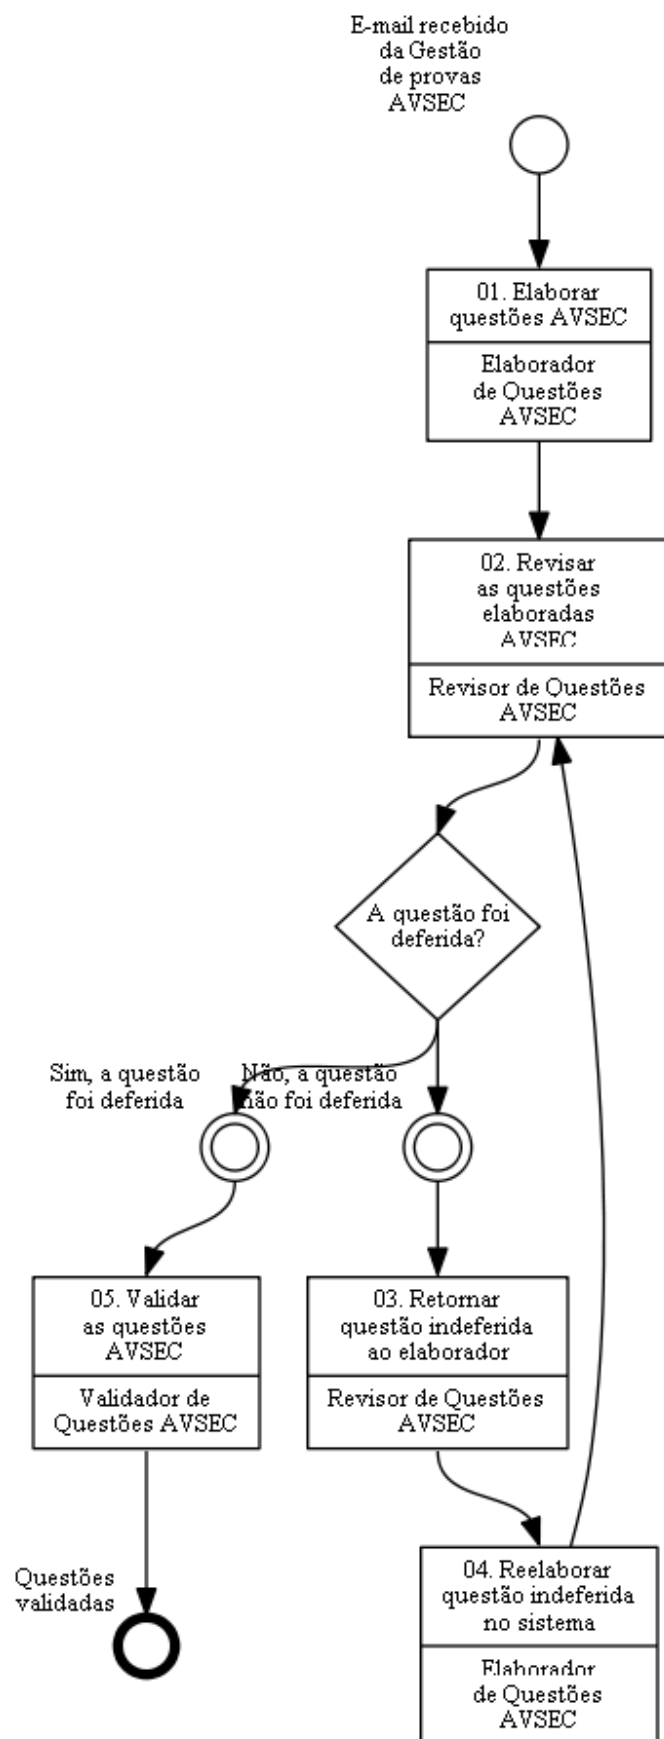 E-mail recebido
da Gestão
de provas
AVSEC
01. Elaborar
questões AVSEC
Elaborador
de Questões
AVSEC
02. Revisar
as questões
elaboradas
AVSEC
Revisor de Questões
AVSEC
A questão foi
deferida?
Sim, a questão
foi deferida
Não, a questão
não foi deferida
05. Validar
as questões
AVSEC
Validador de
Questões AVSEC
03. Retornar
questão indeferida
ao elaborador
Revisor de Questões
AVSEC
04. Reelaborar
questão indeferida
no sistema
Elaborador
de Questões
AVSEC
Questões
validadas